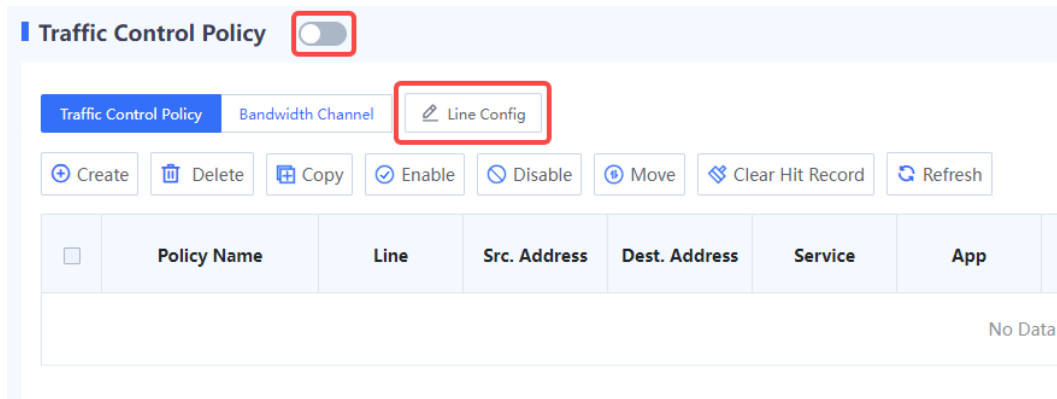 Traffic Control Policy
Traffic Control Policy Bandwidth Channel Line Config
Create Delete Copy Enable Disable Move Clear Hit Record Refresh
Policy Name Line Src. Address Dest. Address Service App
No Data